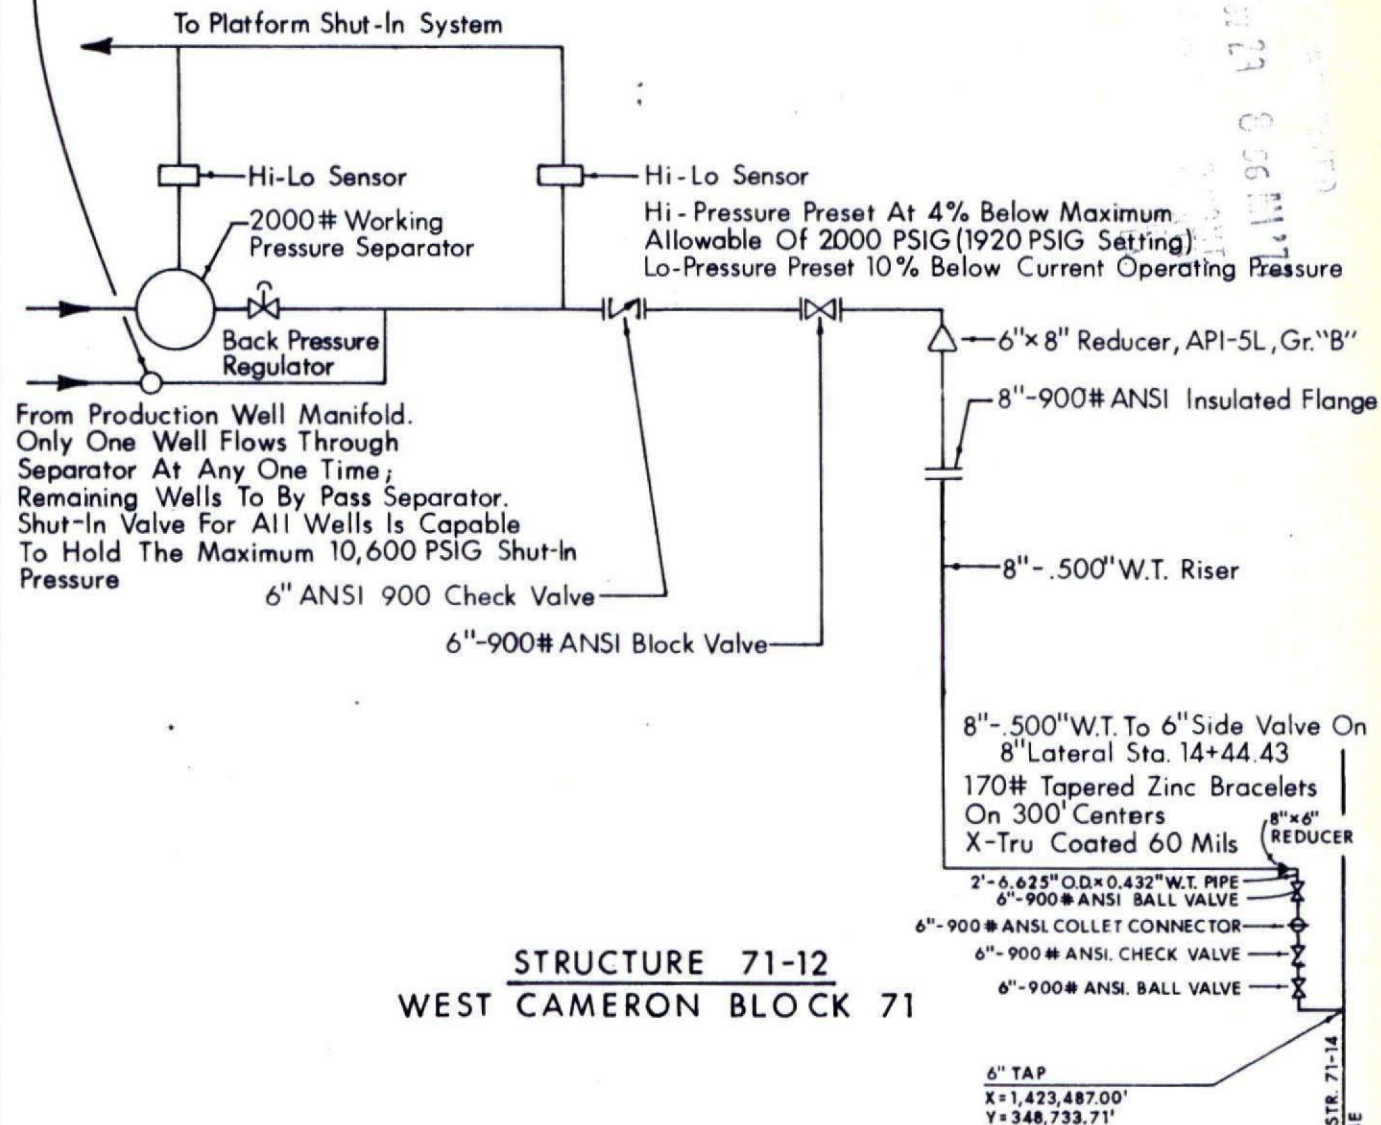 To Platform Shut-In System
Hi-Lo Sensor
2000# Working
Pressure Separator
Hi-Lo Sensor
Hi-Pressure Preset At 4% Below Maximum
Allowable Of 2000 PSIG (1920 PSIG Setting)
Lo-Pressure Preset 10% Below Current Operating Pressure
Back Pressure
Regulator
6"x 8" Reducer, API-5L, Gr."B"
8"-900# ANSI Insulated Flange
From Production Well Manifold.
Only One Well Flows Through
Separator At Any One Time;
Remaining Wells To By Pass Separator.
Shut-In Valve For All Wells Is Capable
To Hold The Maximum 10,600 PSIG Shut-In
Pressure
6" ANSI 900 Check Valve
6"-900# ANSI Block Valve
8"-.500" W.T. Riser
8"-.500" W.T. To 6" Side Valve On
8" Lateral Sta. 14+44.43
170# Tapered Zinc Bracelets
On 300' Centers
X-Tru Coated 60 Mils
8"x6"
REDUCER
2'-6.625" O.D. x 0.432" W.T. PIPE
6"-900# ANSI BALL VALVE
6"-900# ANSI. COLLET CONNECTOR
6"-900# ANSI. CHECK VALVE
6"-900# ANSI. BALL VALVE
STRUCTURE 71-12
WEST CAMERON BLOCK 71
6" TAP
X=1,423,487.00'
Y=348,733.71'
STR. 71-14